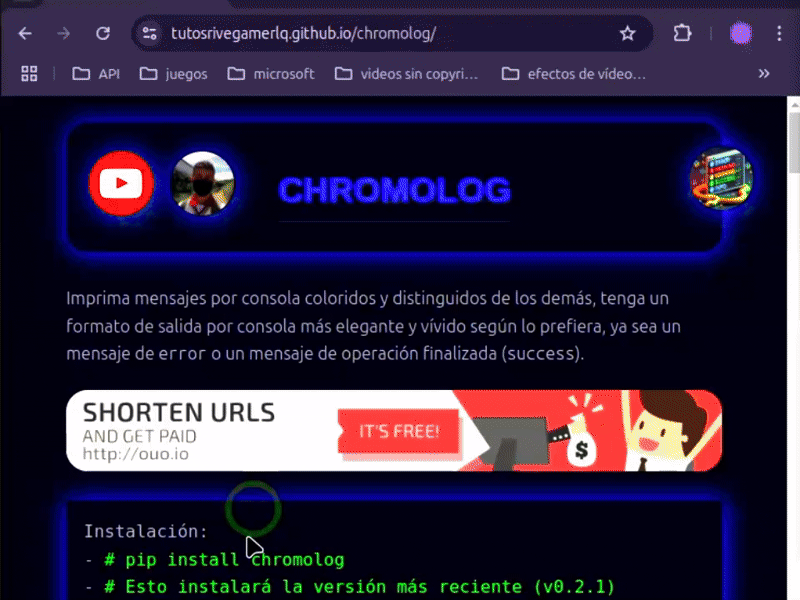 tutosrivegamerlq.github.io/chromolog/
API
juegos
microsoft
videos sin copyri...
efectos de vídeo...
CHROMOLOG
Imprima mensajes por consola coloridos y distinguidos de los demás, tenga un
formato de salida por consola más elegante y vívido según lo prefiera, ya sea un
mensaje de error o un mensaje de operación finalizada (success).
SHORTEN URLS
AND GET PAID
http://ouo.io
IT'S FREE!
$
Instalación:
- # pip install chromolog
- # Esto instalará la versión más reciente (v0.2.1)